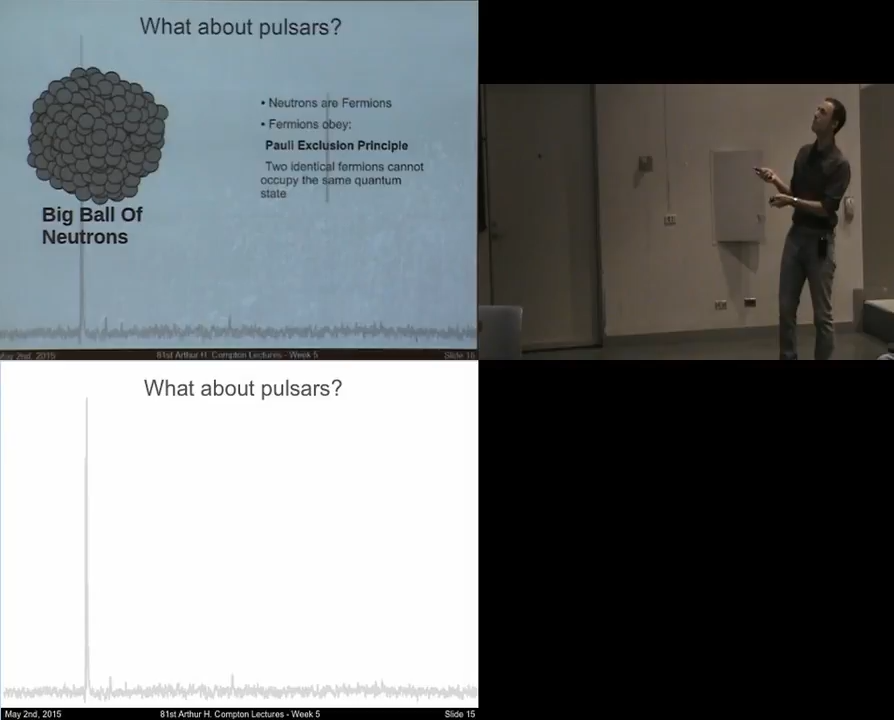 What about pulsars?
• Neutrons are Fermions
• Fermions obey:
Pauli Exclusion Principle
Two identical fermions cannot
occupy the same quantum
state
Big Ball Of
Neutrons
May 2nd, 2015 81st Arthur H. Compton Lectures - Week 5 Slide 18
What about pulsars?
May 2nd, 2015 81st Arthur H. Compton Lectures - Week 5 Slide 15